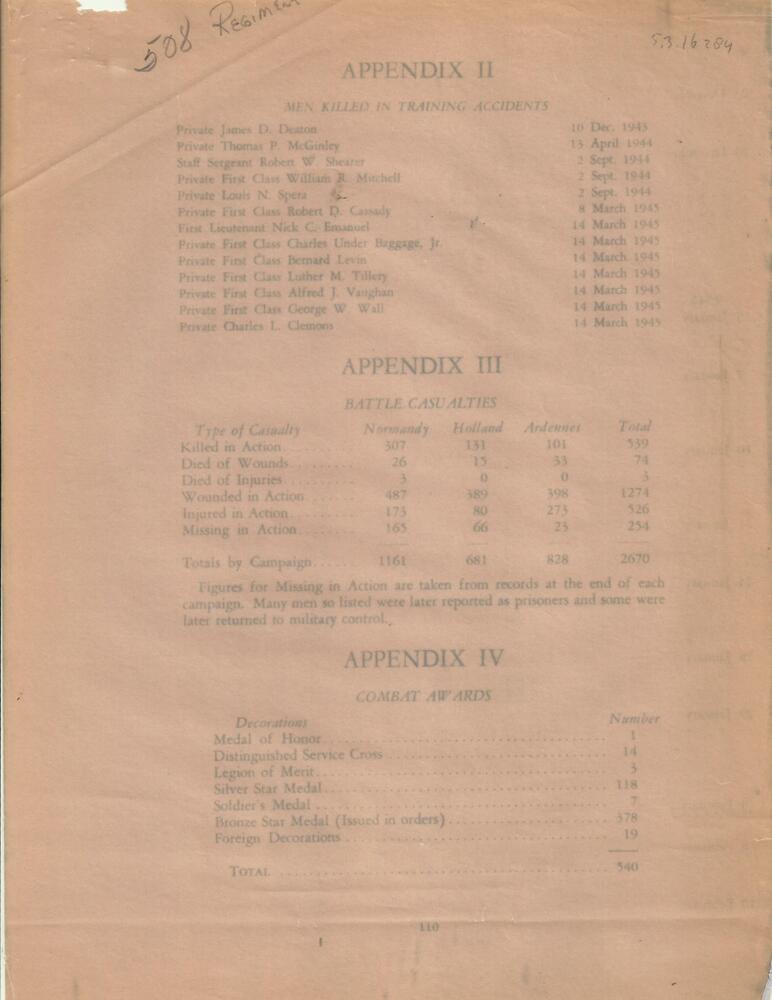 508 REGIMENT
5.3.16284
APPENDIX II
MEN KILLED IN TRAINING ACCIDENTS
Private James D. Deaton 10 Dec. 1943
Private Thomas P. McGinley 13 April 1944
Staff Sergeant Robert W. Shearer 2 Sept. 1944
Private First Class William R. Mitchell 2 Sept. 1944
Private Louis N. Spera 2 Sept. 1944
Private First Class Robert D. Cassady 8 March 1945
First Lieutenant Nick C. Emanuel 14 March 1945
Private First Class Charles Under Baggage, Jr. 14 March 1945
Private First Class Bernard Levin 14 March 1945
Private First Class Luther M. Tillery 14 March 1945
Private First Class Alfred J. Vaughan 14 March 1945
Private First Class George W. Wall 14 March 1945
Private Charles L. Clemons 14 March 1945
APPENDIX III
BATTLE CASUALTIES
Type of Casualty Normandy Holland Ardennes Total
Killed in Action 307 131 101 539
Died of Wounds 26 15 33 74
Died of Injuries 3 0 0 3
Wounded in Action 487 389 398 1274
Injured in Action 173 80 273 526
Missing in Action 165 66 23 254
Totals by Campaign 1161 681 828 2670
Figures for Missing in Action are taken from records at the end of each
campaign. Many men so listed were later reported as prisoners and some were
later returned to military control.
APPENDIX IV
COMBAT AWARDS
Decorations Number
Medal of Honor 1
Distinguished Service Cross 14
Legion of Merit 3
Silver Star Medal 118
Soldier's Medal 7
Bronze Star Medal (Issued in orders) 378
Foreign Decorations 19
TOTAL 540
110